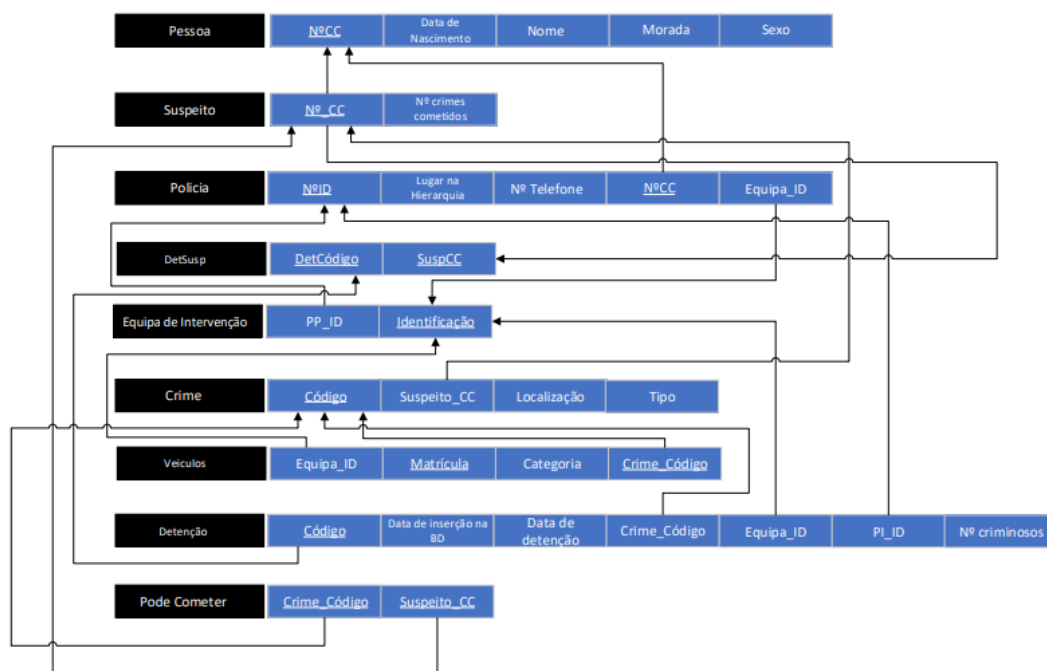 Pessoa
NºCC
Data de
Nascimento
Nome
Morada
Sexo
Suspeito
Nº_CC
Nº crimes
cometidos
Policia
NºID
Lugar na
Hierarquia
Nº Telefone
NºCC
Equipa_ID
DetSusp
DetCódigo
SuspCC
Equipa de Intervenção
PP_ID
Identificação
Crime
Código
Suspeito_CC
Localização
Tipo
Veiculos
Equipa_ID
Matrícula
Categoria
Crime_Código
Detenção
Código
Data de inserção na
BD
Data de
detenção
Crime_Código
Equipa_ID
PI_ID
Nº criminosos
Pode Cometer
Crime_Código
Suspeito_CC